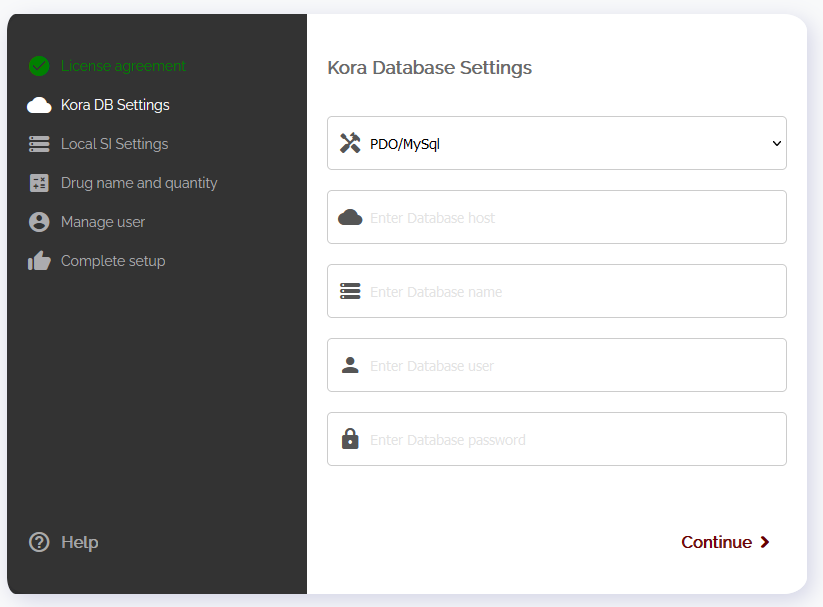 License agreement
Kora DB Settings
Local SI Settings
Drug name and quantity
Manage user
Complete setup
Help
Kora Database Settings
PDO/MySql
Enter Database host
Enter Database name
Enter Database user
Enter Database password
Continue